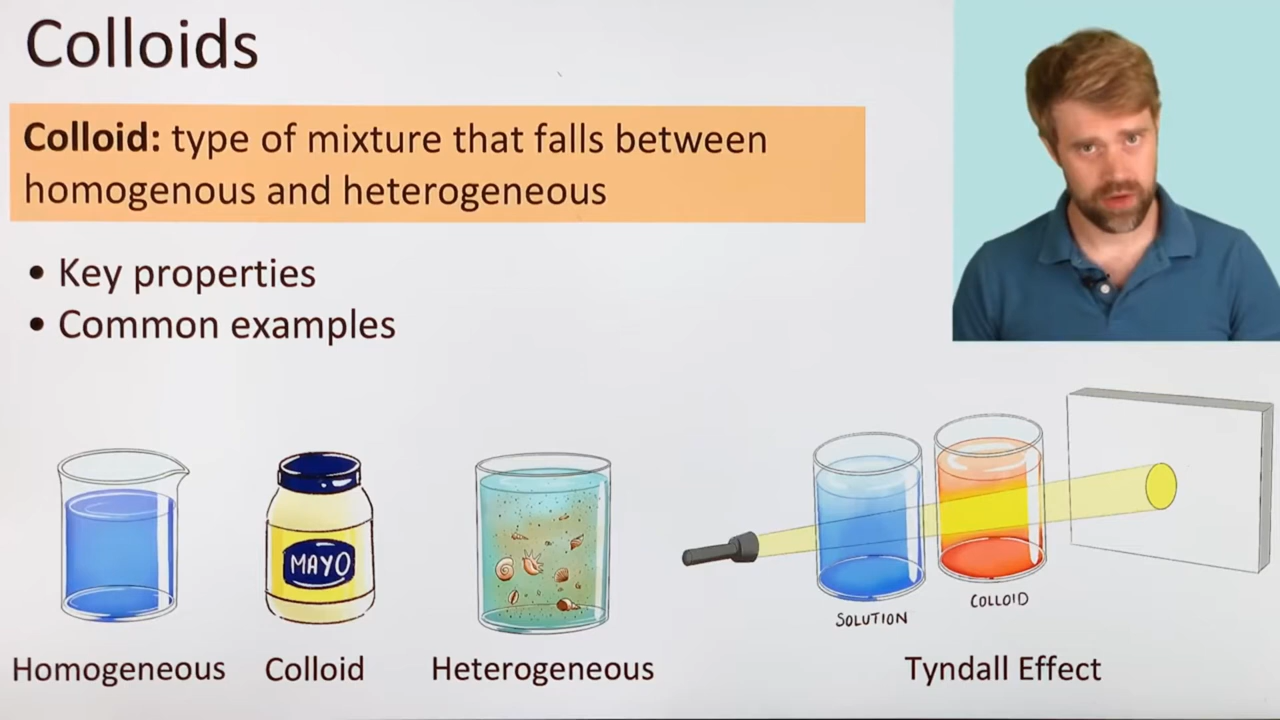 Colloids
Colloid: type of mixture that falls between
homogenous and heterogeneous
• Key properties
• Common examples
MAYO
SOLUTION
COLLOID
Homogeneous
Colloid
Heterogeneous
Tyndall Effect